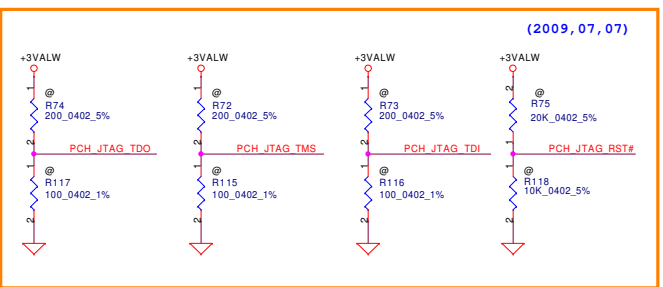 (2009,07,07)
+3VALW
+3VALW
+3VALW
+3VALW
1
@
R74
200_0402_5%
2
1
@
R72
200_0402_5%
2
1
@
R73
200_0402_5%
2
2
@
R75
20K_0402_5%
1
PCH_JTAG_TDO
PCH_JTAG_TMS
PCH_JTAG_TDI
PCH_JTAG_RST#
1
@
R117
100_0402_1%
2
1
@
R115
100_0402_1%
2
1
@
R116
100_0402_1%
2
1
@
R118
10K_0402_5%
2